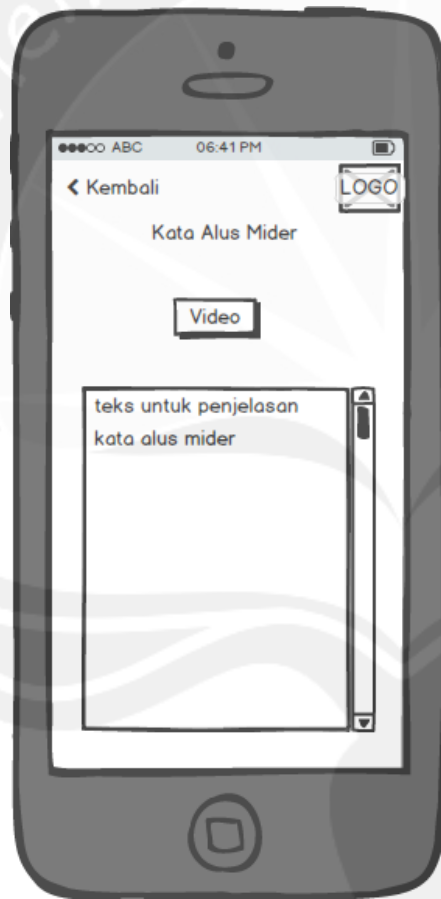 ABC 06:41 PM
Kembali
LOGO
Kata Alus Mider
Video
teks untuk penjelasan
kata alus mider